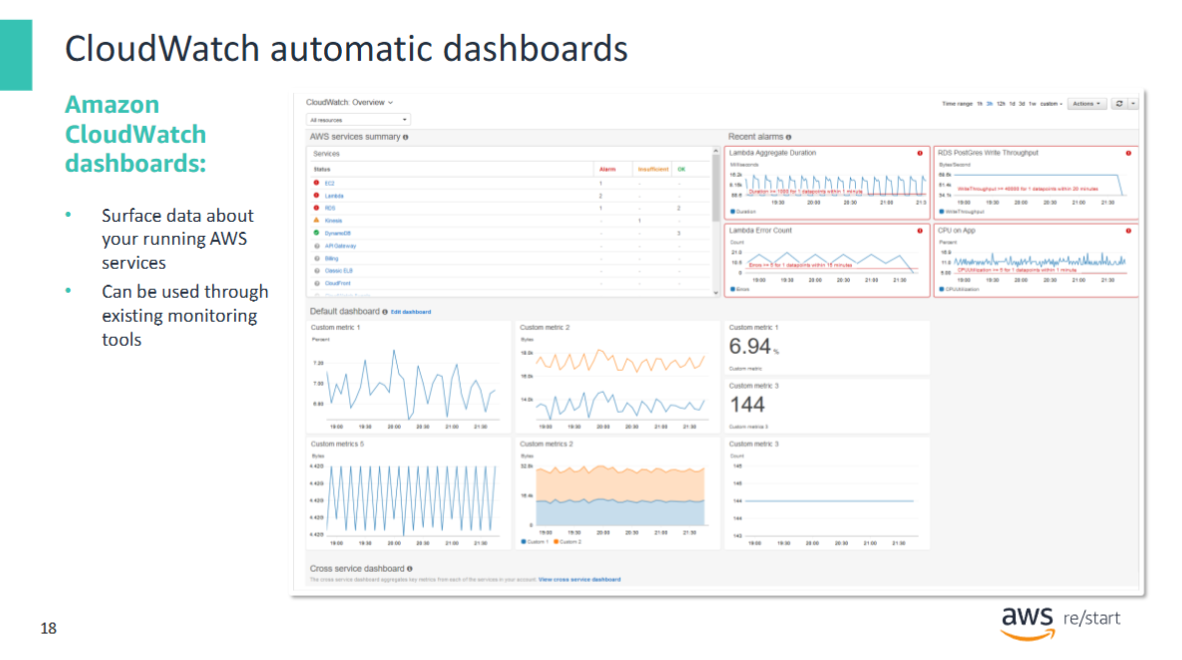 CloudWatch automatic dashboards
Amazon
CloudWatch
dashboards:
• Surface data about
your running AWS
services
• Can be used through
existing monitoring
tools
CloudWatch: Overview
Time range 1h 3h 12h 1d 3d 1w custom
Actions
All resources
AWS services summary
Services
Status Alarm Insufficient OK
EC2 1 - -
Lambda 2 - -
RDS 1 - 2
Kinesis - 1 -
DynamoDB - - 3
API Gateway - - -
Billing - - -
Classic ELB - - -
CloudFront - - -
Recent alarms
Lambda Aggregate Duration
Milliseconds
Duration >= 1000 for 1 datapoints within 1 minute
19:30 20:00 20:30 21:00
Duration
RDS PostGres Write Throughput
Bytes/Second
WriteThroughput >= 40000 for 1 datapoints within 20 minutes
19:00 19:30 20:00 20:30 21:00 21:30
WriteThroughput
Lambda Error Count
Count
Errors >= 5 for 1 datapoints within 15 minutes
19:00 19:30 20:00 20:30 21:00 21:30
Errors
CPU on App
Percent
CPUUtilization >= 9 for 1 datapoints within 1 minute
19:00 19:30 20:00 20:30 21:00 21:30
CPUUtilization
Default dashboard Edit dashboard
Custom metric 1
Percent
19:00 19:30 20:00 20:30 21:00 21:30
Custom metric 2
Bytes
19:00 19:30 20:00 20:30 21:00 21:30
Custom metric 1
6.94 %
Custom metric
Custom metric 3
144
Custom metrics 3
Custom metrics 5
Bytes
19:00 19:30 20:00 20:30 21:00 21:30
Custom metrics 2
Bytes
0
19:00 19:30 20:00 20:30 21:00 21:30
Custom 1 Custom 2
Custom metric 3
Count
19:00 19:30 20:00 20:30 21:00 21:30
Cross service dashboard
The cross service dashboard aggregates key metrics from each of the services in your account. View cross service dashboard
18
aws re/start